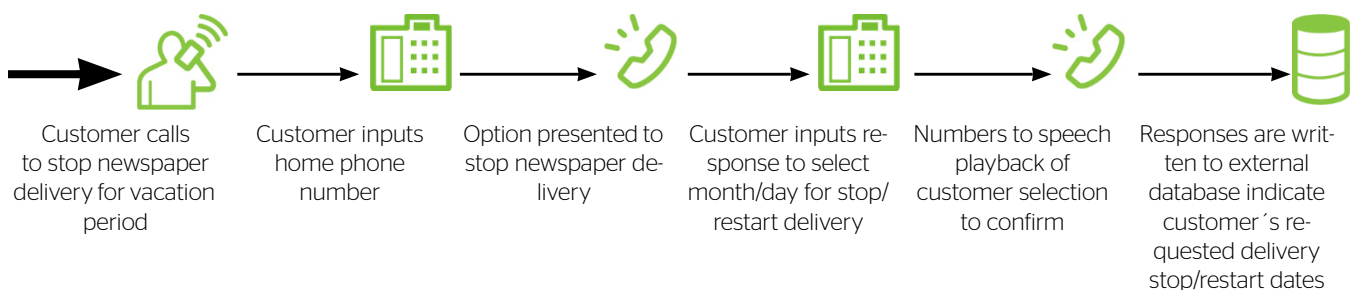 Customer calls
to stop newspaper
delivery for vacation
period
Customer inputs
home phone
number
Option presented to
stop newspaper de-
livery
Customer inputs re-
sponse to select
month/day for stop/
restart delivery
Numbers to speech
playback of
customer selection
to confirm
Responses are writ-
ten to external
database indicate
customer´s re-
quested delivery
stop/restart dates